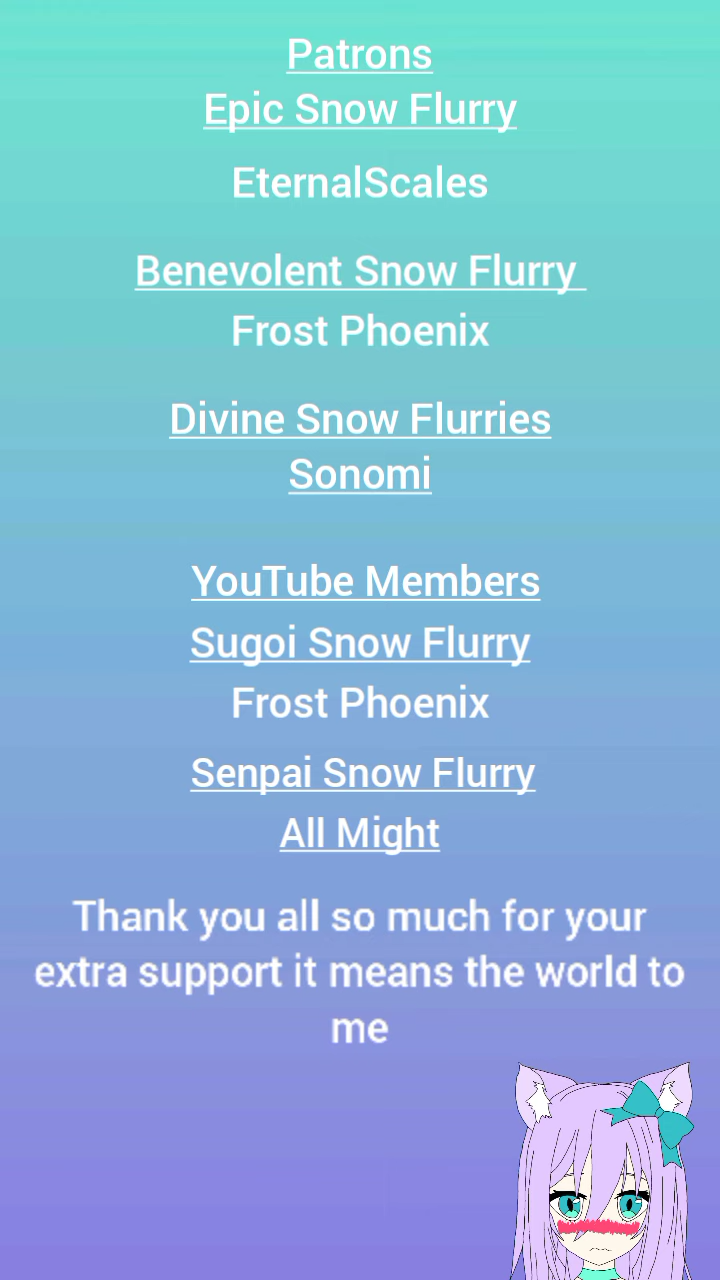 Patrons
Epic Snow Flurry
EternalScales
Benevolent Snow Flurry
Frost Phoenix
Divine Snow Flurries
Sonomi
YouTube Members
Sugoi Snow Flurry
Frost Phoenix
Senpai Snow Flurry
All Might
Thank you all so much for your
extra support it means the world to
me